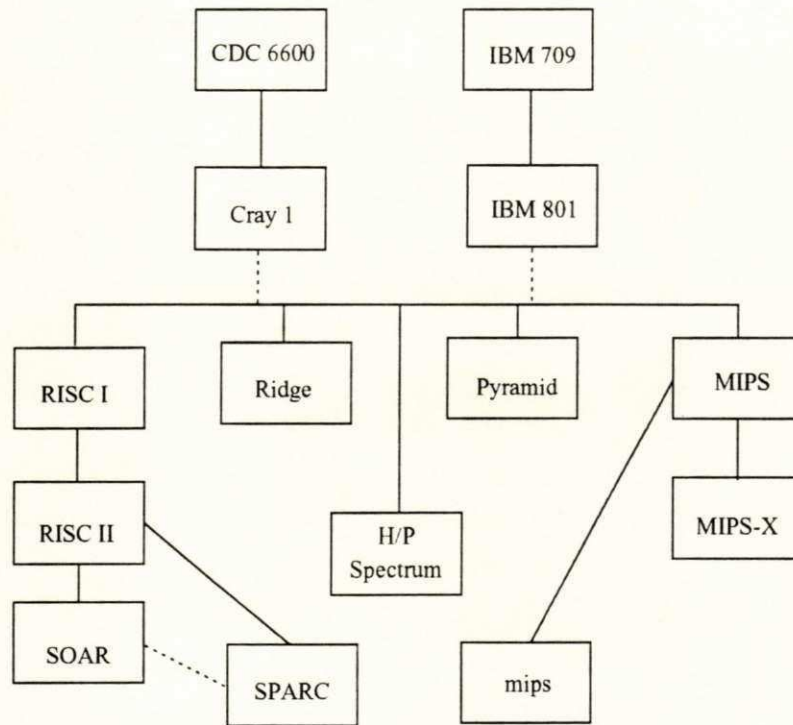 CDC 6600
IBM 709
Cray 1
IBM 801
RISC I
Ridge
Pyramid
MIPS
RISC II
H/P
Spectrum
MIPS-X
SOAR
SPARC
mips